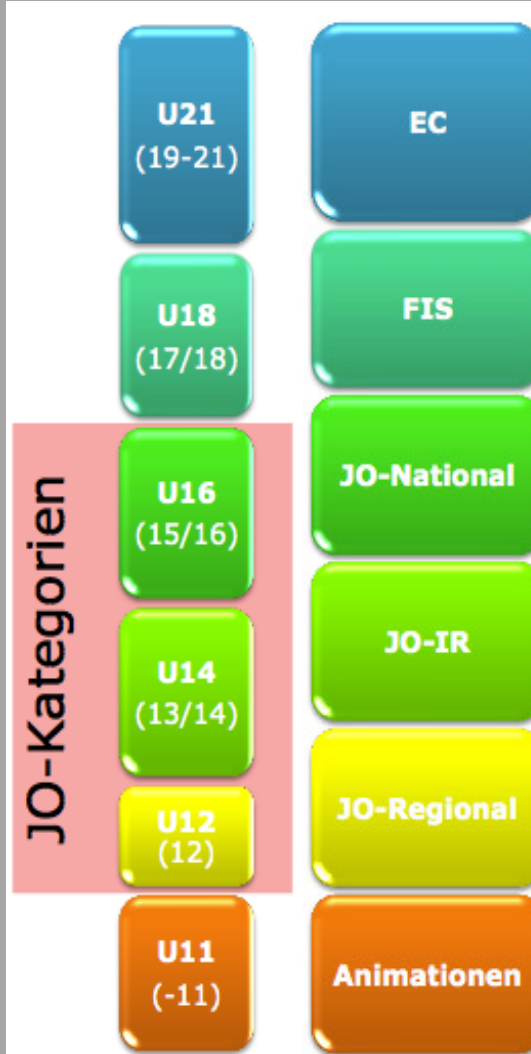 U21
(19-21)
EC
U18
(17/18)
FIS
JO-Kategorien
U16
(15/16)
JO-National
U14
(13/14)
JO-IR
U12
(12)
JO-Regional
U11
(-11)
Animationen